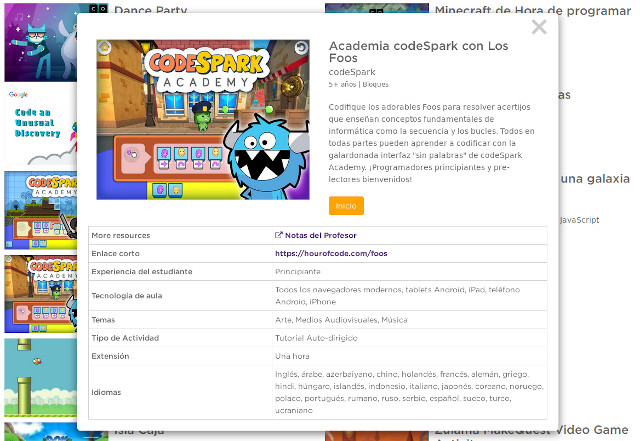 Dance Party
Minecraft de Hora de programar
Google
Code an
Unusual
Discovery
CODESPARK
ACADEMY
Academia codeSpark con Los
Foos
codeSpark
5+ años | Bloques
Codifique los adorables Foos para resolver acertijos
que enseñan conceptos fundamentales de
informática como la secuencia y los bucles. Todos en
todas partes pueden aprender a codificar con la
galardonada interfaz "sin palabras" de codeSpark
Academy. ¡Programadores principiantes y pre-
lectores bienvenidos!
Inicio
as
una galaxia
JavaScript
CODESPARK
ACADEMY
CODESPARK
ACADEMY
More resources
Notas del Profesor
Enlace corto
https://hourofcode.com/foos
Experiencia del estudiante
Principiante
Tecnología de aula
Todos los navegadores modernos, tablets Android, iPad, teléfono
Android, iPhone
Temas
Arte, Medios Audiovisuales, Música
Tipo de Actividad
Tutorial Auto-dirigido
Extensión
Una hora
Idiomas
Inglés, árabe, azerbaiyano, chino, holandés, francés, alemán, griego,
hindi, húngaro, islandés, indonesio, italiano, japonés, coreano, noruego,
polaco, portugués, rumano, ruso, serbio, español, sueco, turco,
ucraniano
Isla Caja
Zulama MakeQuest Video Game